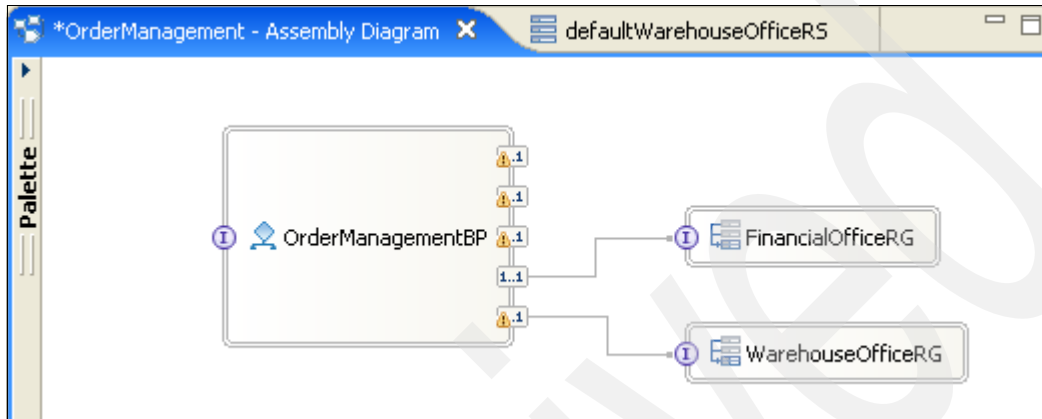 *OrderManagement - Assembly Diagram
defaultWarehouseOfficeRS
Palette
.1
.1
I OrderManagementBP .1
I FinancialOfficeRG
1..1
.1
I WarehouseOfficeRG